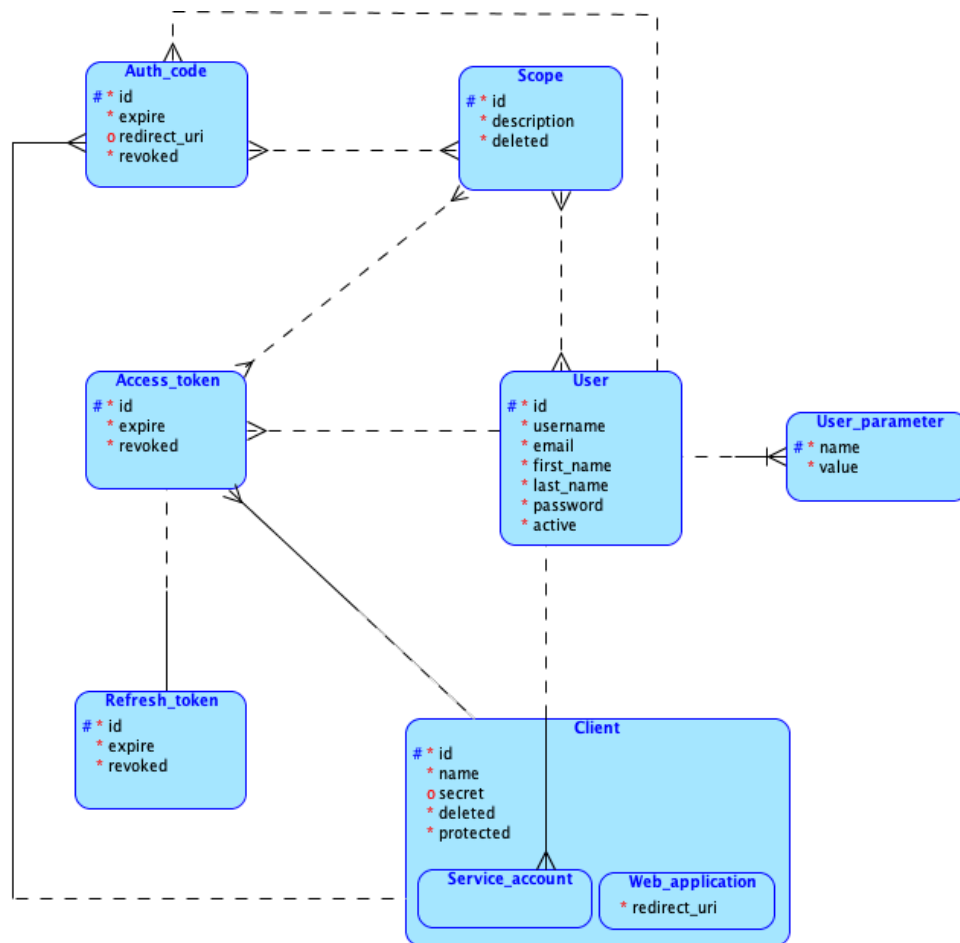 Auth_code
# * id
* expire
o redirect_uri
* revoked
Scope
# * id
* description
* deleted
Access_token
# * id
* expire
* revoked
User
# * id
* username
* email
* first_name
* last_name
* password
* active
User_parameter
# * name
* value
Refresh_token
# * id
* expire
* revoked
Client
# * id
* name
o secret
* deleted
* protected
Service_account
Web_application
* redirect_uri